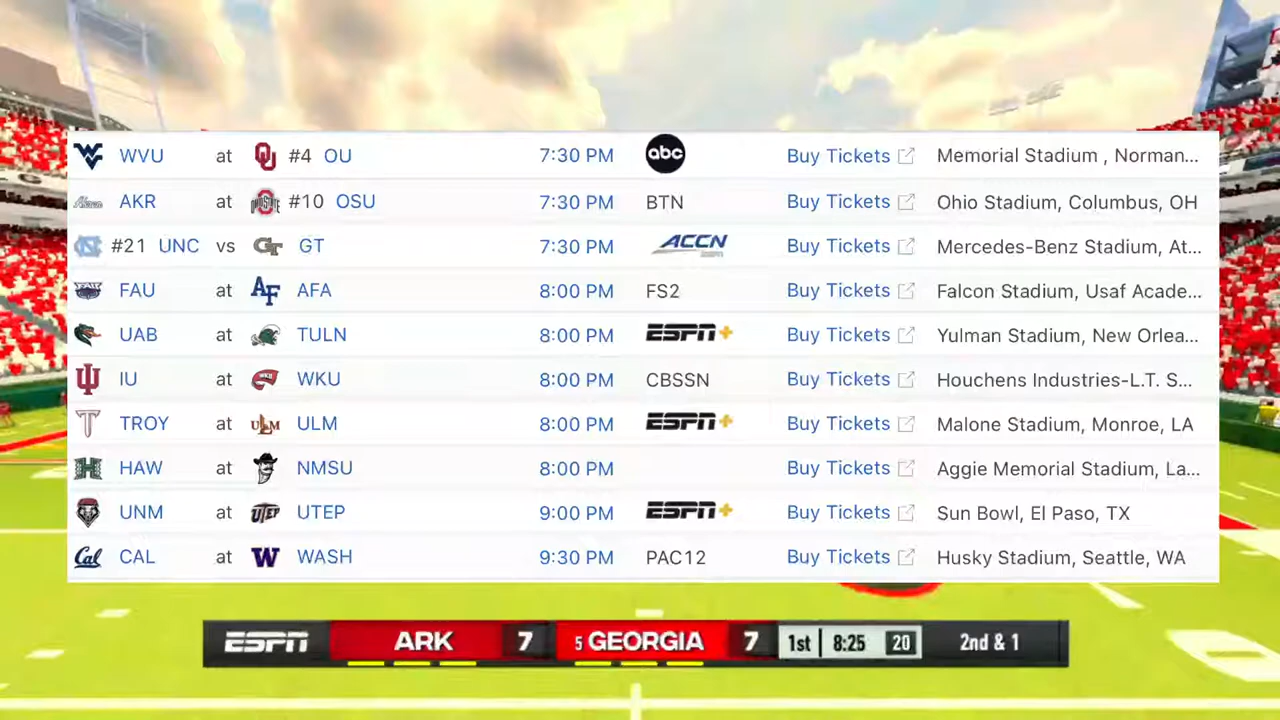 WVU at #4 OU 7:30 PM abc Buy Tickets Memorial Stadium , Norman...
AKR at #10 OSU 7:30 PM BTN Buy Tickets Ohio Stadium, Columbus, OH
#21 UNC vs GT 7:30 PM ACCN Buy Tickets Mercedes-Benz Stadium, At...
FAU at AFA 8:00 PM FS2 Buy Tickets Falcon Stadium, Usaf Acade...
UAB at TULN 8:00 PM ESPN+ Buy Tickets Yulman Stadium, New Orlea...
IU at WKU 8:00 PM CBSSN Buy Tickets Houchens Industries-L.T. S...
TROY at ULM 8:00 PM ESPN+ Buy Tickets Malone Stadium, Monroe, LA
HAW at NMSU 8:00 PM Buy Tickets Aggie Memorial Stadium, La...
UNM at UTEP 9:00 PM ESPN+ Buy Tickets Sun Bowl, El Paso, TX
Cal CAL at WASH 9:30 PM PAC12 Buy Tickets Husky Stadium, Seattle, WA
ESPN ARK 7 5 GEORGIA 7 1st 8:25 20 2nd & 1